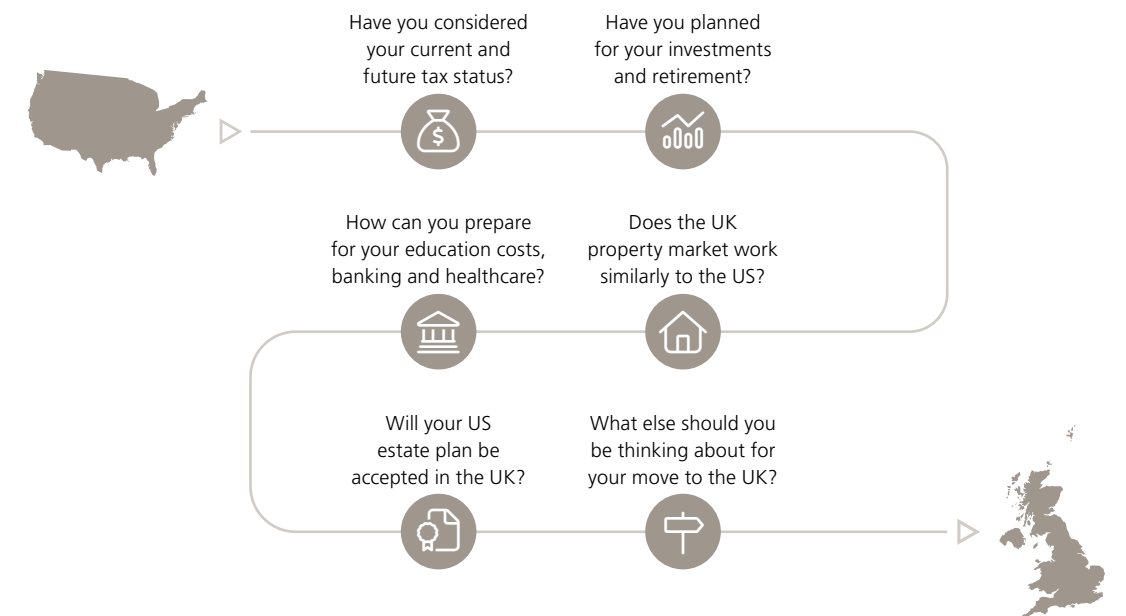 Have you considered
your current and
future tax status?
Have you planned
for your investments
and retirement?
$
Does the UK
property market work
similarly to the US?
How can you prepare
for your education costs,
banking and healthcare?
Will your US
estate plan be
accepted in the UK?
What else should you
be thinking about for
your move to the UK?